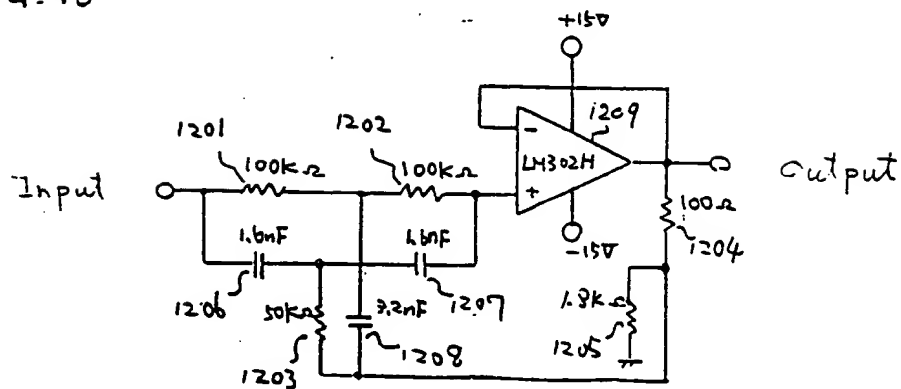 +15V
1209
1201
1202
100kΩ
100kΩ
LM302H
-
+
Input
Output
1.6nF
1.6nF
100Ω
-15V
1204
1206
1207
50kΩ
3.2nF
1.8kΩ
1203
1208
1205